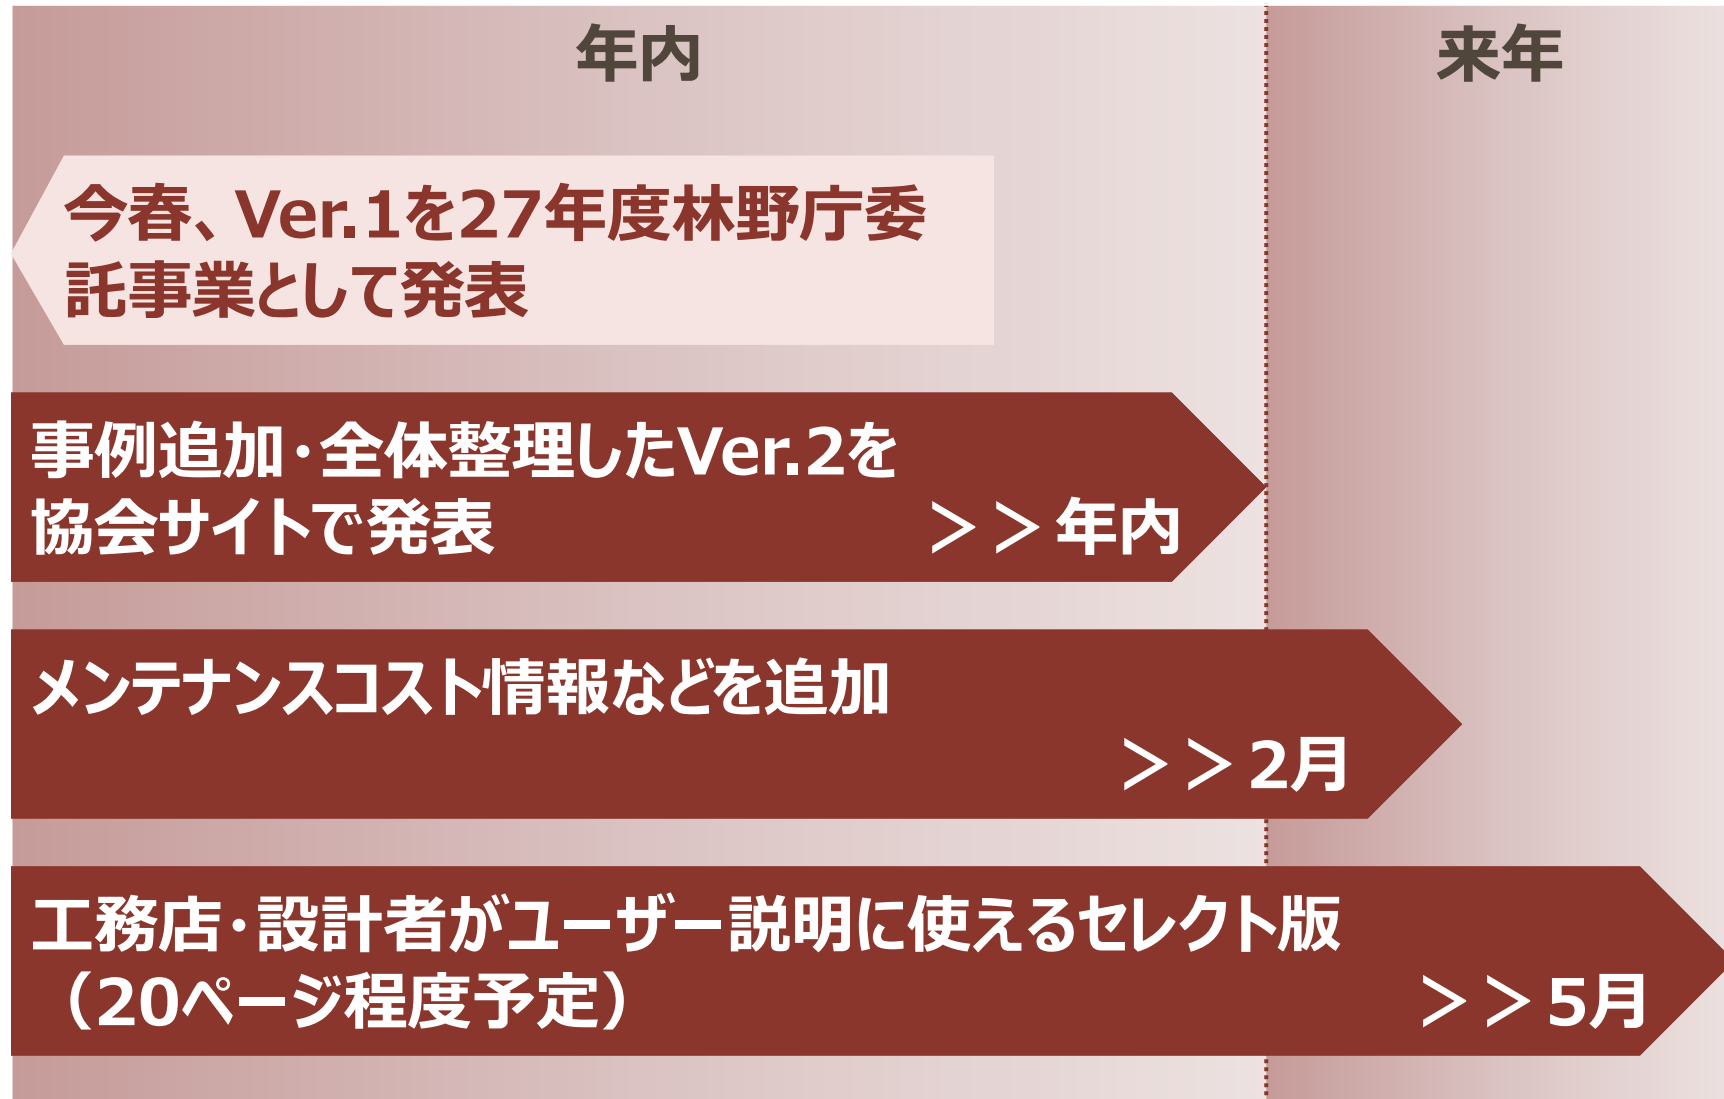 年内
来年
今春、Ver.1を27年度林野庁委
託事業として発表
事例追加・全体整理したVer.2を
協会サイトで発表 ＞＞年内
メンテナンスコスト情報などを追加
＞＞2月
工務店・設計者がユーザー説明に使えるセレクト版
（20ページ程度予定） ＞＞5月